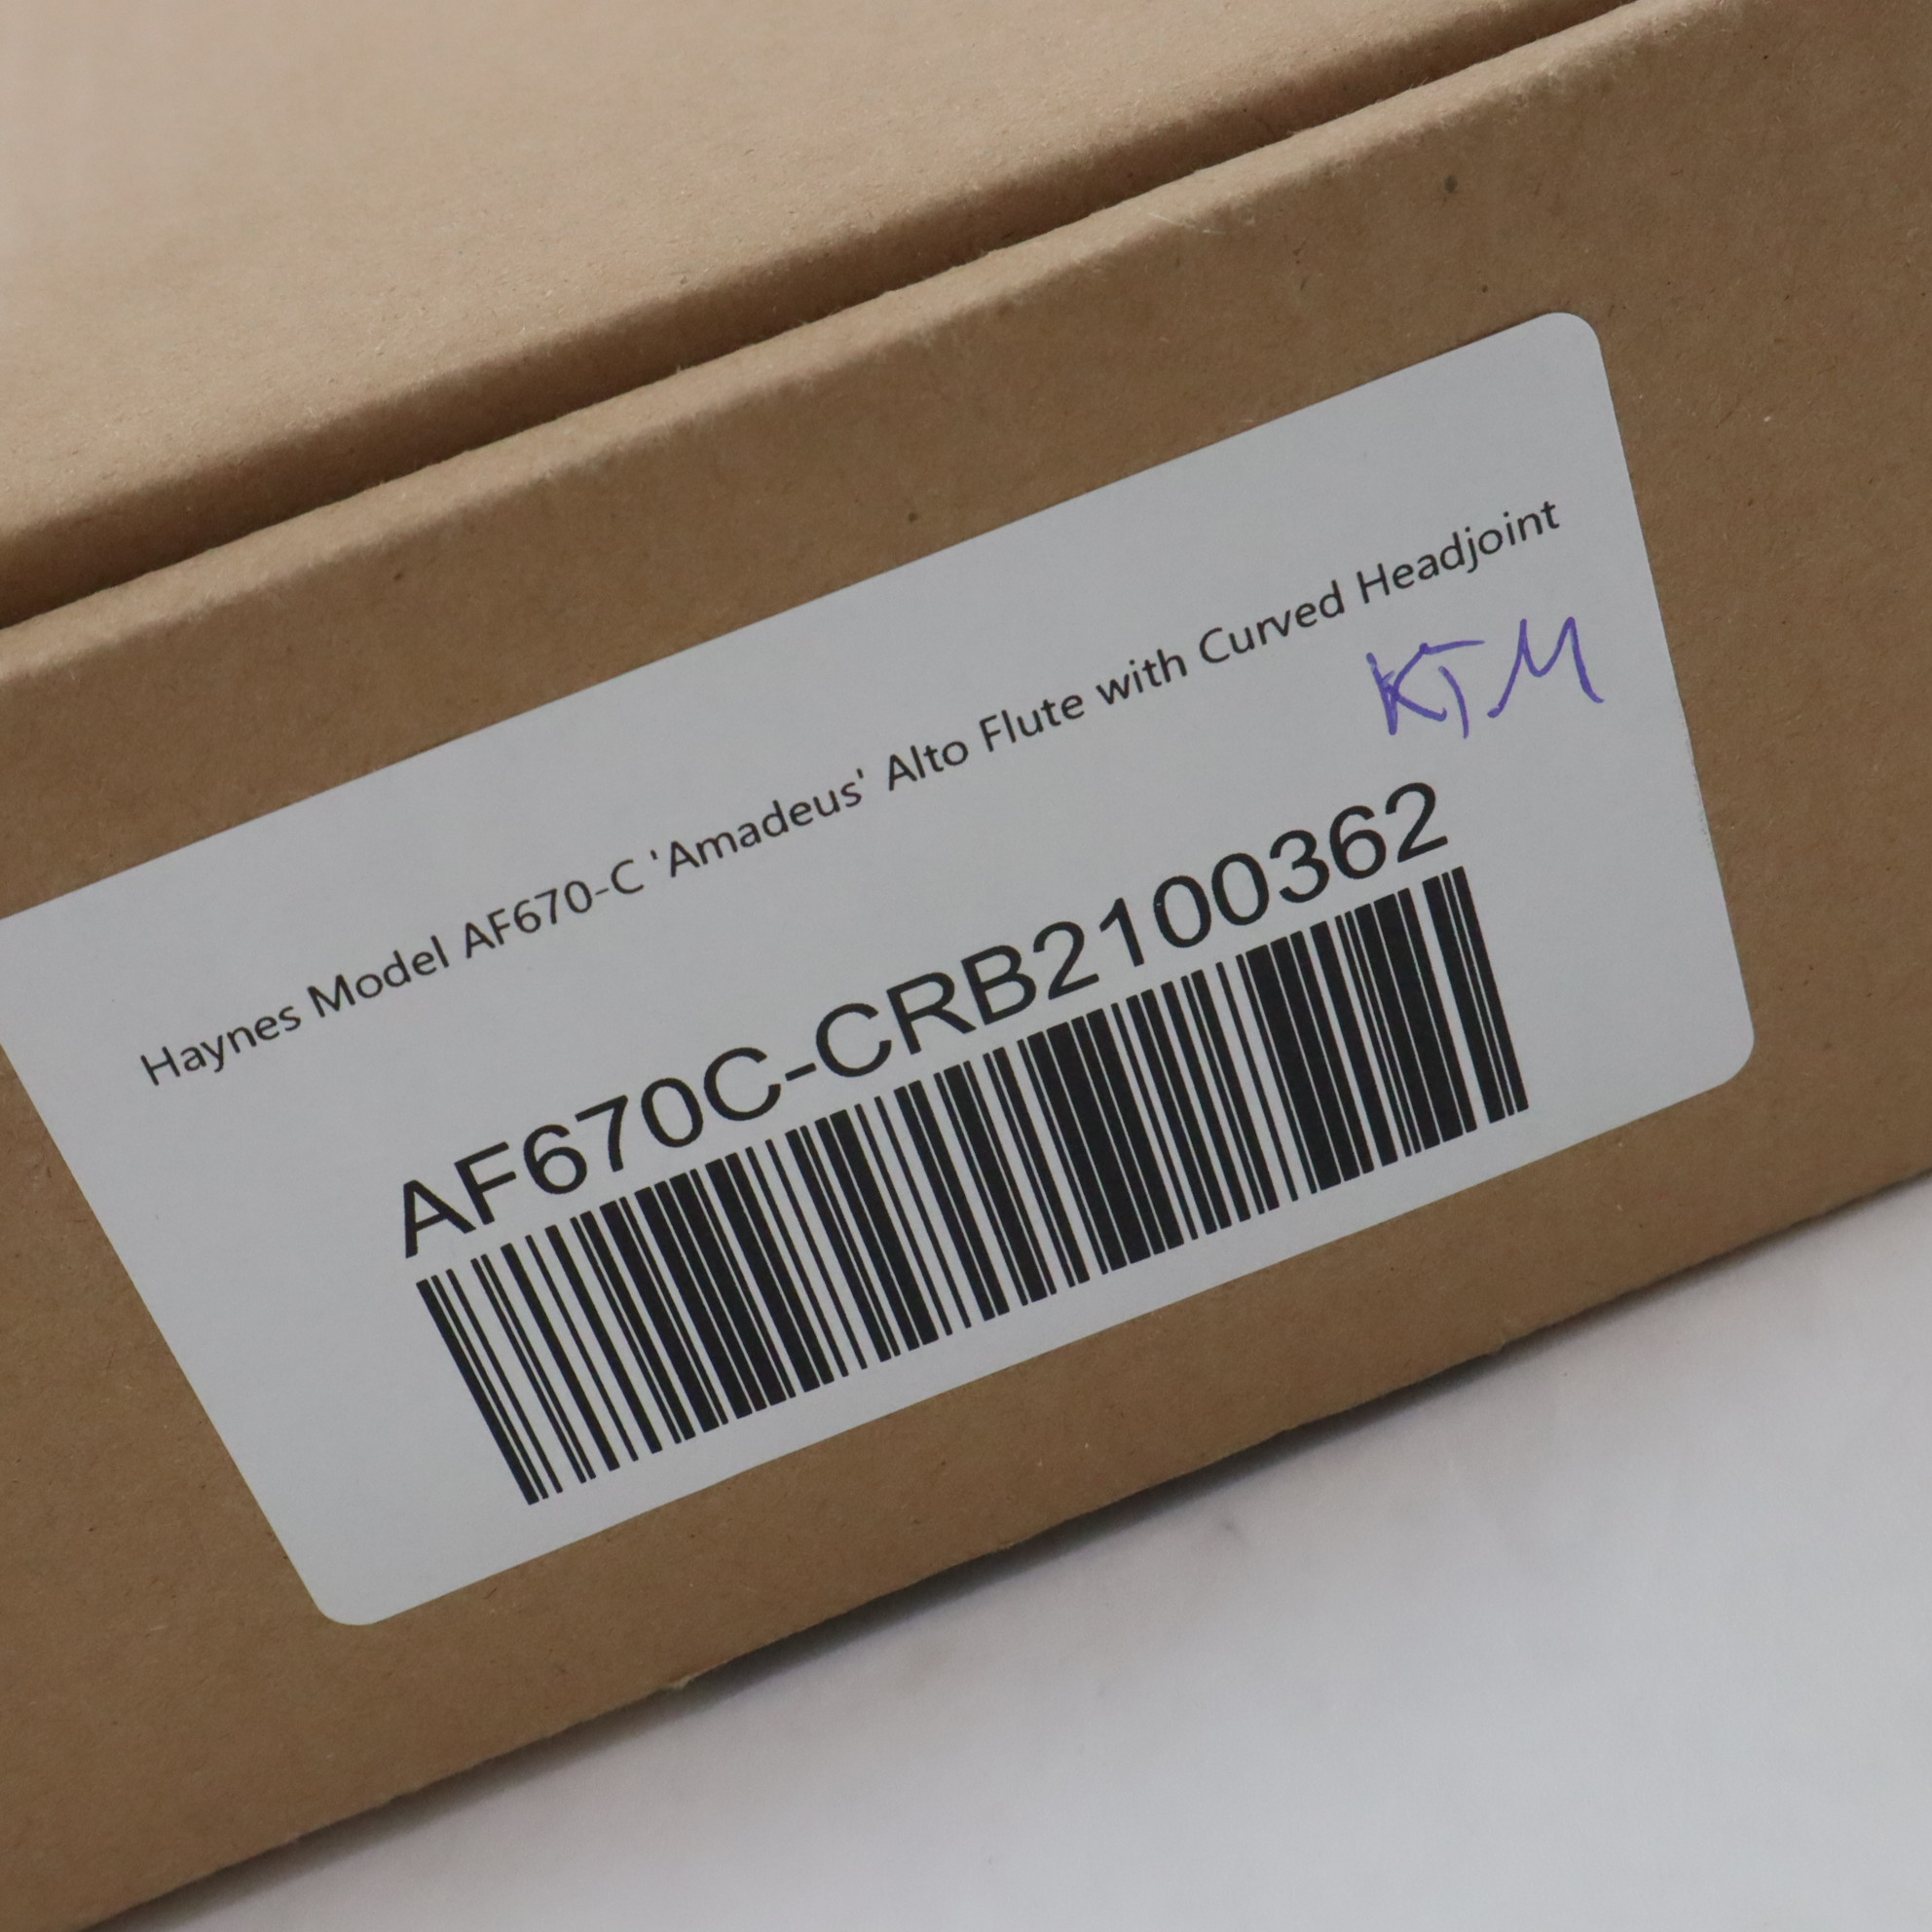 Haynes Model AF670-C 'Amadeus' Alto Flute with Curved Headjoint
KTM
AF670C-CRB2100362